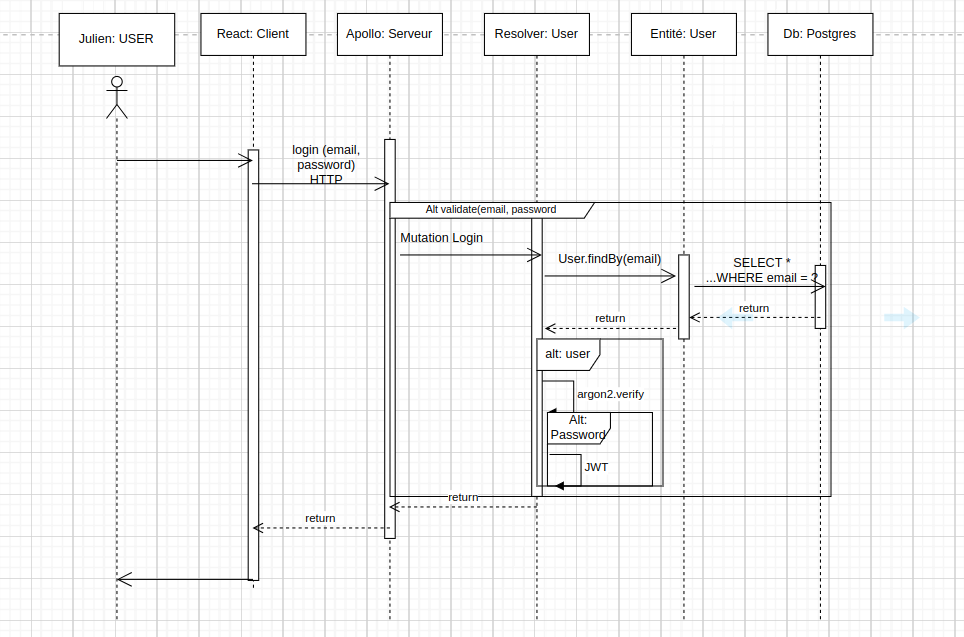 Julien: USER
React: Client
Apollo: Serveur
Resolver: User
Entité: User
Db: Postgres
login (email,
password)
HTTP
Alt validate(email, password
Mutation Login
User.findBy(email)
SELECT *
...WHERE email = ?
return
return
alt: user
argon2.verify
Alt:
Password
JWT
return
return